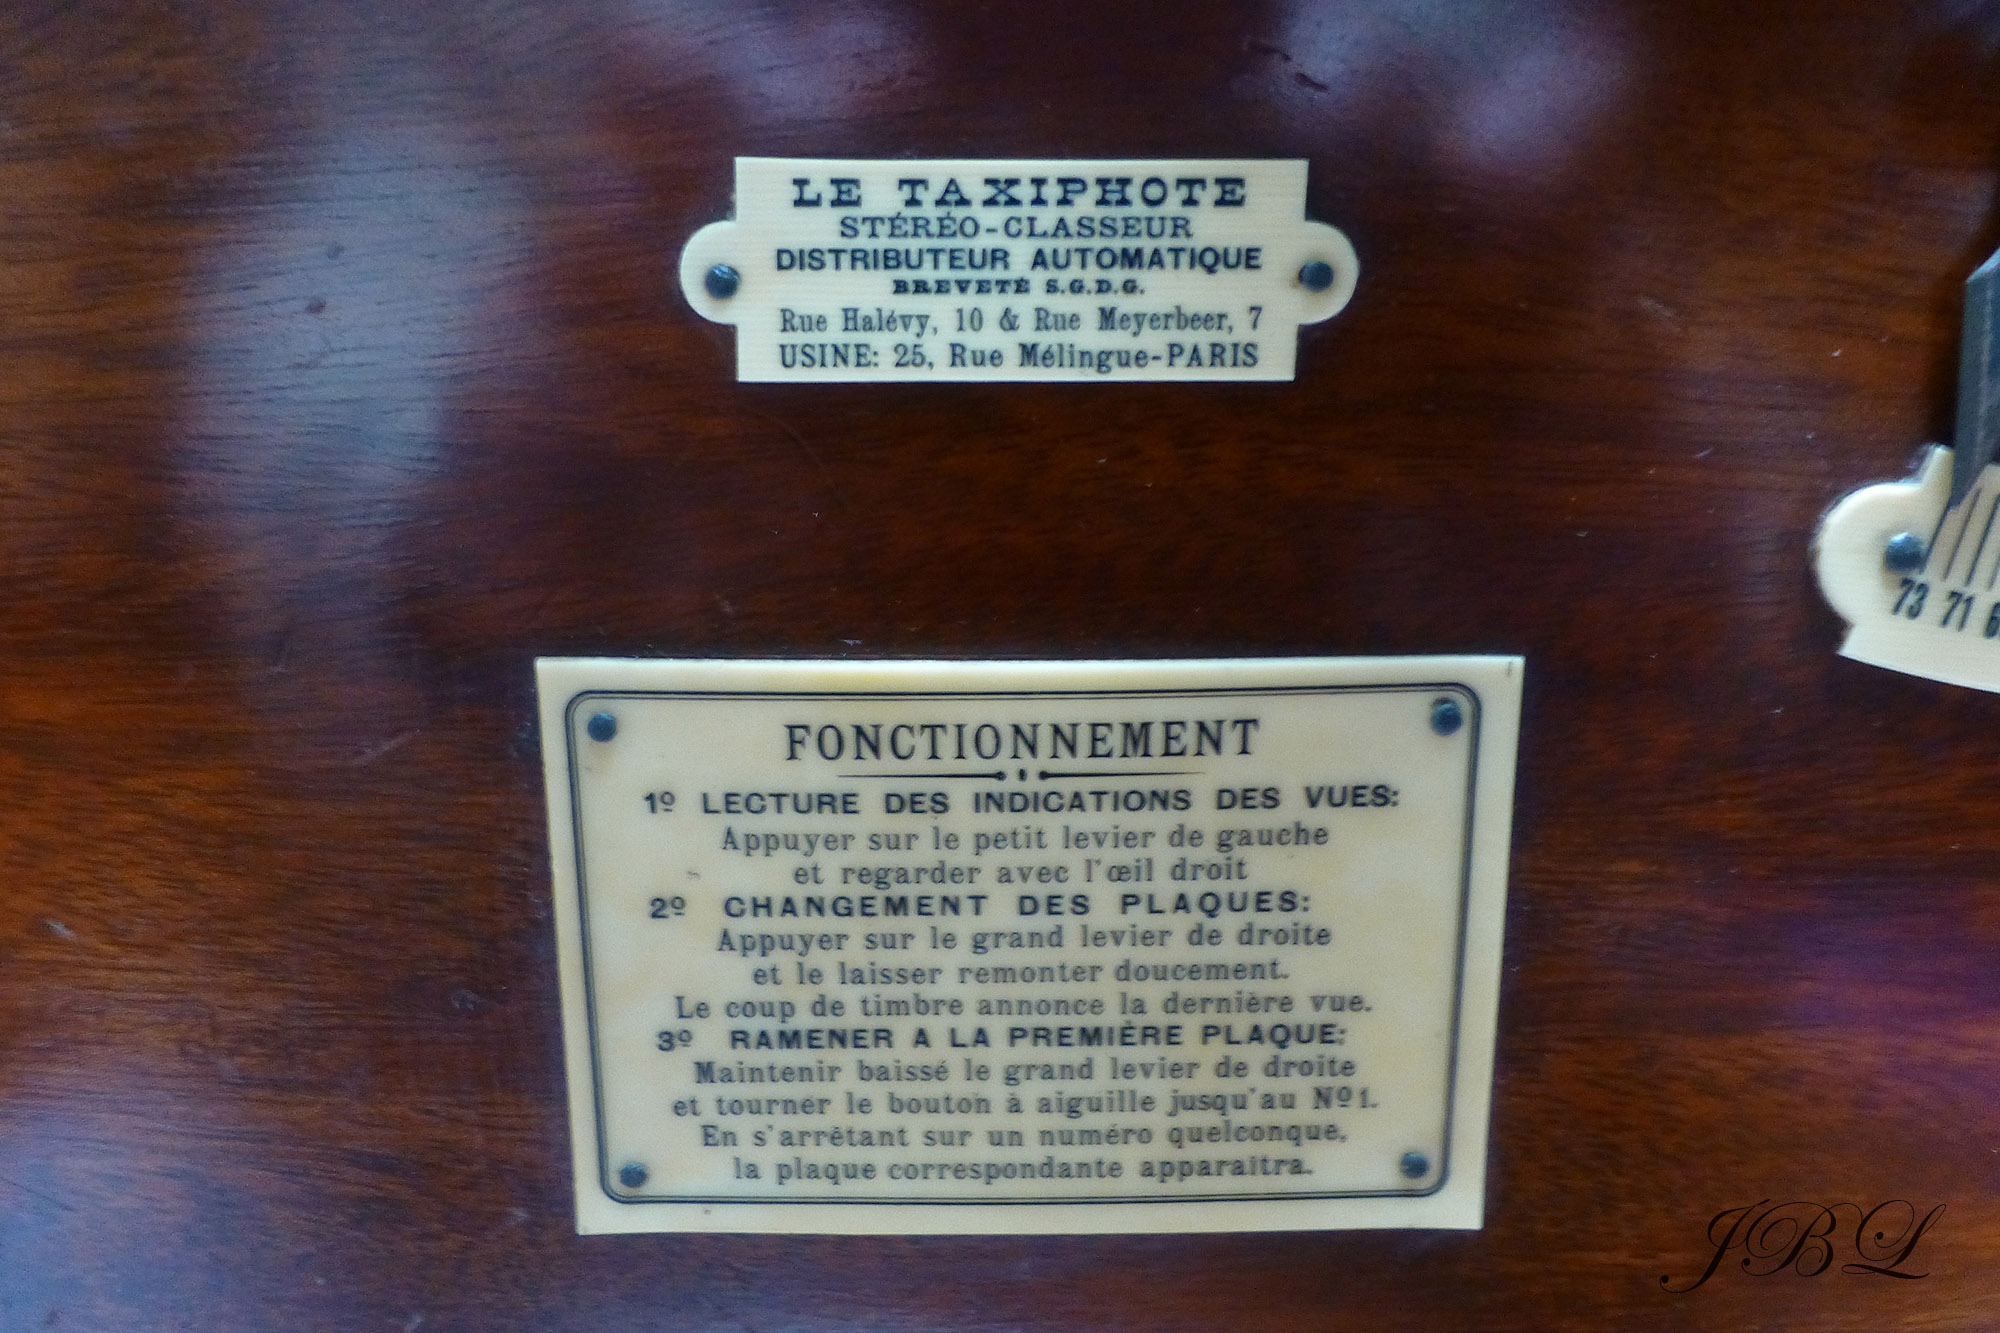 LE TAXIPHOTE
STÉRÉO-CLASSEUR
DISTRIBUTEUR AUTOMATIQUE
BREVETÉ S.G.D.G.
Rue Halévy, 10 & Rue Meyerbeer, 7
USINE: 25, Rue Mélingue-PARIS
73 71
FONCTIONNEMENT
1º LECTURE DES INDICATIONS DES VUES:
Appuyer sur le petit levier de gauche
et regarder avec l'œil droit
2º CHANGEMENT DES PLAQUES:
Appuyer sur le grand levier de droite
et le laisser remonter doucement.
Le coup de timbre annonce la dernière vue.
3º RAMENER A LA PREMIÈRE PLAQUE:
Maintenir baissé le grand levier de droite
et tourner le bouton à aiguille jusqu'au Nº1.
En s'arrêtant sur un numéro quelconque,
la plaque correspondante apparaitra.
JBL